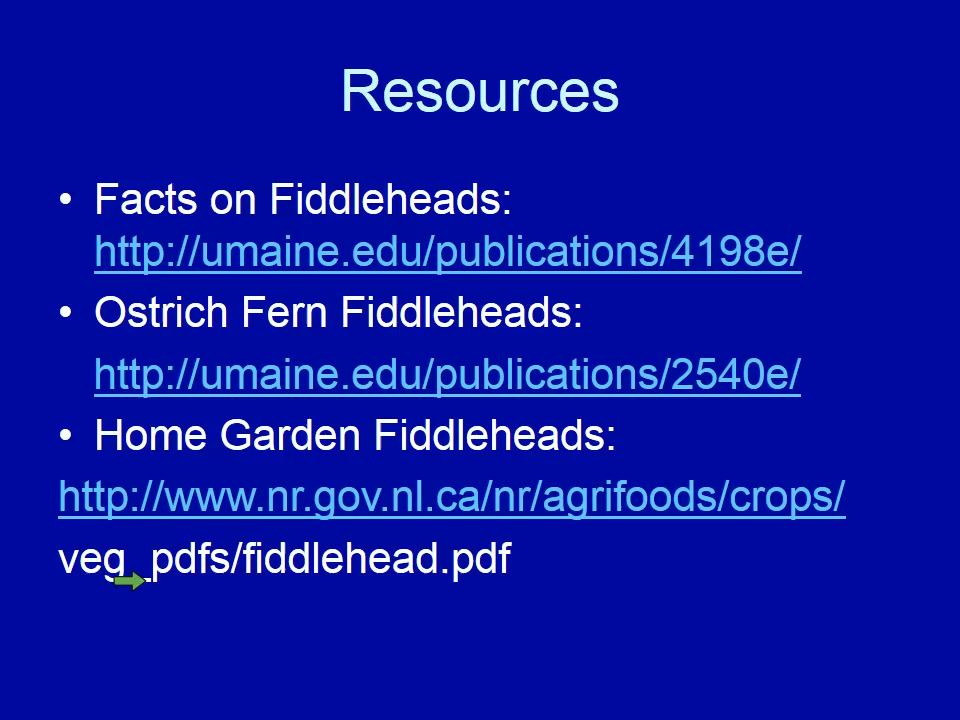 Resources
• Facts on Fiddleheads:
http://umaine.edu/publications/4198e/
• Ostrich Fern Fiddleheads:
http://umaine.edu/publications/2540e/
• Home Garden Fiddleheads:
http://www.nr.gov.nl.ca/nr/agrifoods/crops/
veg_pdfs/fiddlehead.pdf